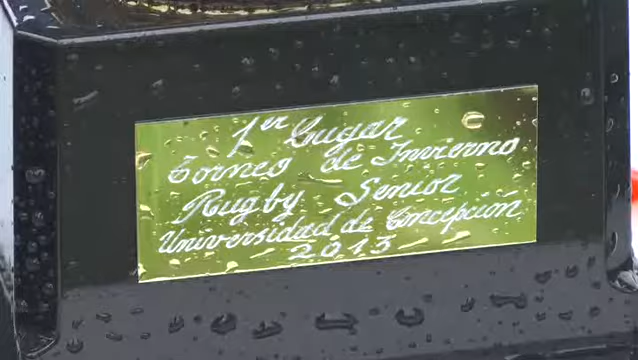 1er Lugar
Torneo de Invierno
Rugby Senior
Universidad de Concepción
2013